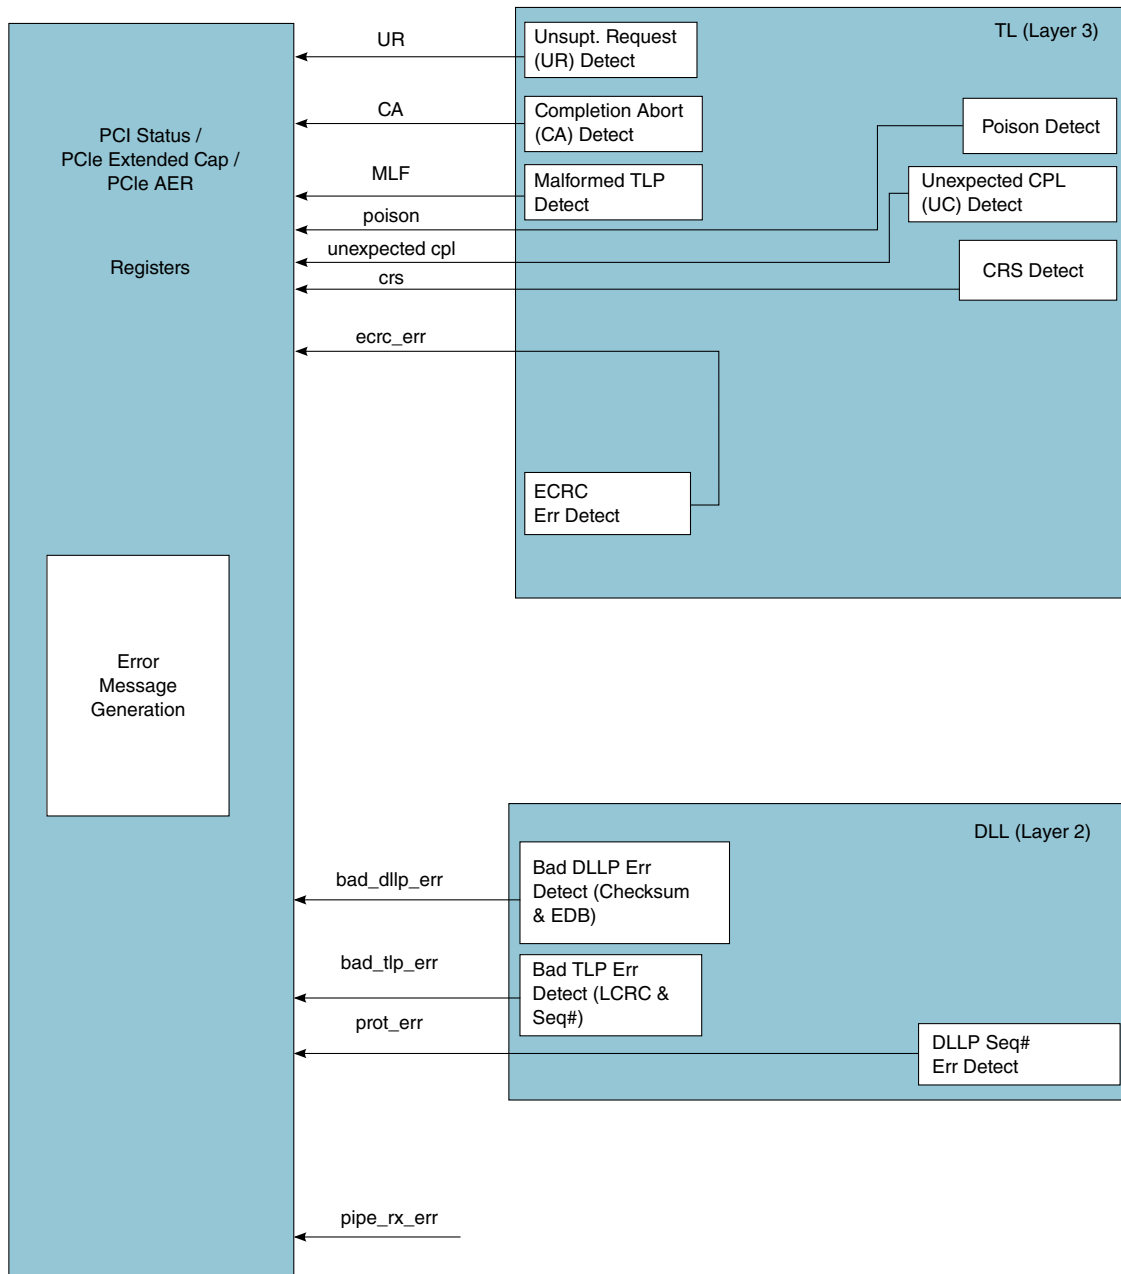 TL (Layer 3)
UR
Unsupt. Request
(UR) Detect
CA
Completion Abort
(CA) Detect
Poison Detect
PCI Status /
PCIe Extended Cap /
PCIe AER
MLF
Malformed TLP
Detect
Unexpected CPL
(UC) Detect
poison
unexpected cpl
Registers
crs
CRS Detect
ecrc_err
ECRC
Err Detect
Error
Message
Generation
DLL (Layer 2)
bad_dllp_err
Bad DLLP Err
Detect (Checksum
& EDB)
bad_tlp_err
Bad TLP Err
Detect (LCRC &
Seq#)
prot_err
DLLP Seq#
Err Detect
pipe_rx_err